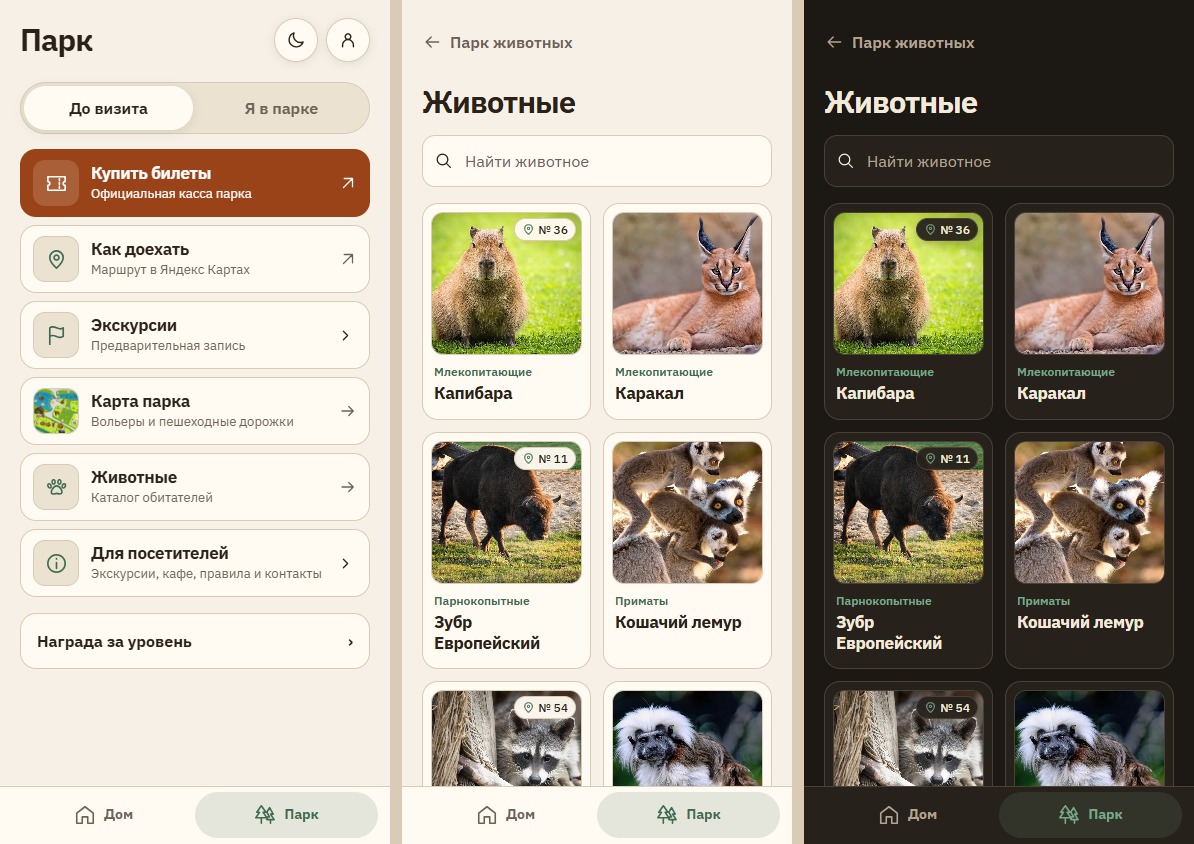 Парк
До визита
Я в парке
Купить билеты
Официальная касса парка
Как доехать
Маршрут в Яндекс Картах
Экскурсии
Предварительная запись
Карта парка
Вольеры и пешеходные дорожки
Животные
Каталог обитателей
Для посетителей
Экскурсии, кафе, правила и контакты
Награда за уровень
Дом
Парк
Парк животных
Животные
Найти животное
№ 36
Млекопитающие
Капибара
Млекопитающие
Каракал
№ 11
Парнокопытные
Зубр
Европейский
Приматы
Кошачий лемур
№ 54
Дом
Парк
Парк животных
Животные
Найти животное
№ 36
Млекопитающие
Капибара
Млекопитающие
Каракал
№ 11
Парнокопытные
Зубр
Европейский
Приматы
Кошачий лемур
№ 54
Дом
Парк